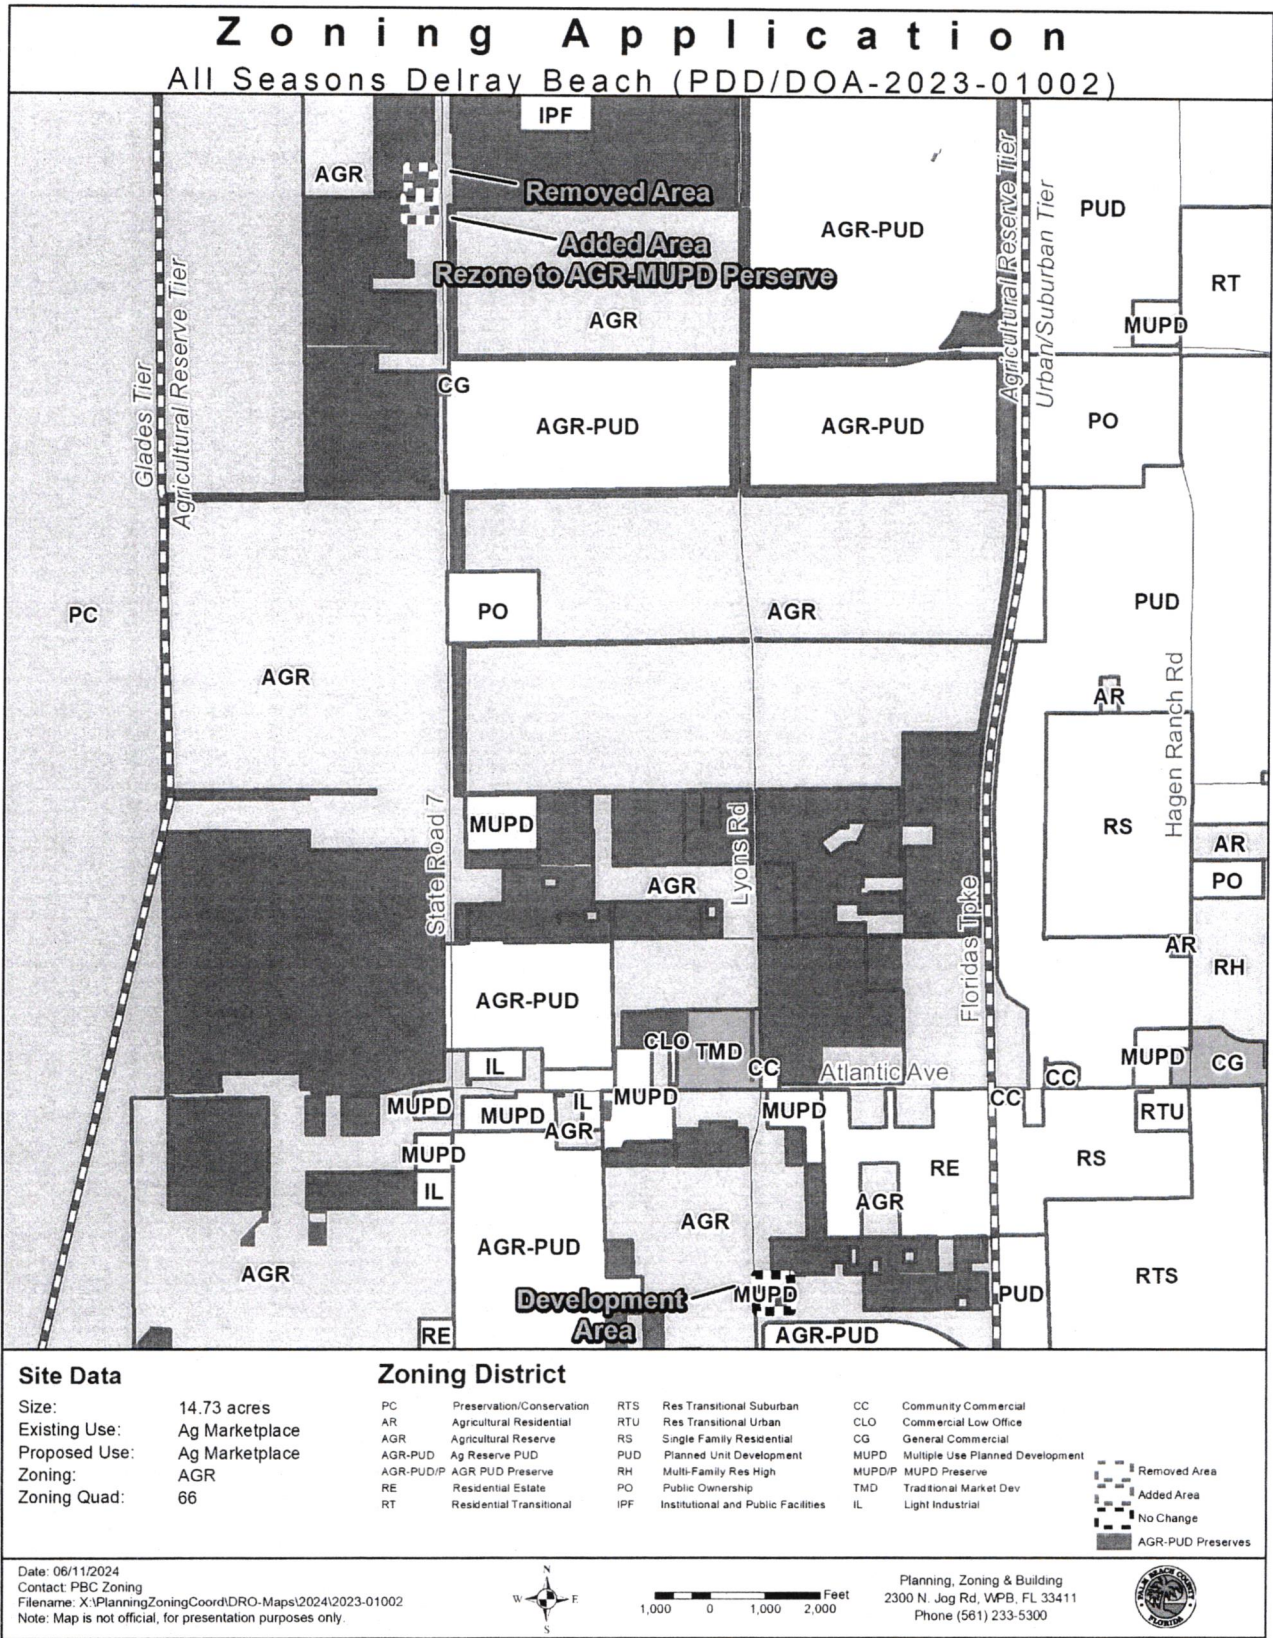 Zoning Application
All Seasons Delray Beach (PDD/DOA-2023-01002)
IPF
AGR
Removed Area
Added Area
Rezone to AGR-MUPD Perserve
AGR-PUD
PUD
RT
MUPD
AGR
Glades Tier
Agricultural Reserve Tier
Agricultural Reserve Tier
Urban/Suburban Tier
CG
AGR-PUD
AGR-PUD
PO
PC
PO
AGR
PUD
AGR
AR
Hagen Ranch Rd
State Road 7
MUPD
Lyons Rd
RS
AR
AGR
PO
Floridas Tpke
AR
RH
AGR-PUD
CLO
TMD
CC
IL
Atlantic Ave
MUPD
CG
CC
MUPD
MUPD
IL
MUPD
MUPD
CC
RTU
AGR
MUPD
RE
RS
IL
AGR
AGR
AGR-PUD
AGR
RTS
Development
Area
MUPD
PUD
RE
AGR-PUD
Site Data
Size: 14.73 acres
Existing Use: Ag Marketplace
Proposed Use: Ag Marketplace
Zoning: AGR
Zoning Quad: 66
Zoning District
PC Preservation/Conservation
AR Agricultural Residential
AGR Agricultural Reserve
AGR-PUD Ag Reserve PUD
AGR-PUD/P AGR PUD Preserve
RE Residential Estate
RT Residential Transitional
RTS Res Transitional Suburban
RTU Res Transitional Urban
RS Single Family Residential
PUD Planned Unit Development
RH Multi-Family Res High
PO Public Ownership
IPF Institutional and Public Facilities
CC Community Commercial
CLO Commercial Low Office
CG General Commercial
MUPD Multiple Use Planned Development
MUPD/P MUPD Preserve
TMD Traditional Market Dev
IL Light Industrial
Removed Area
Added Area
No Change
AGR-PUD Preserves
Date: 06/11/2024
Contact: PBC Zoning
Filename: X:\PlanningZoningCoord\DRO-Maps\2024\2023-01002
Note: Map is not official, for presentation purposes only.
N
W E
S
Feet
1,000 0 1,000 2,000
Planning, Zoning & Building
2300 N. Jog Rd, WPB, FL 33411
Phone (561) 233-5300
PALM BEACH COUNTY
FLORIDA